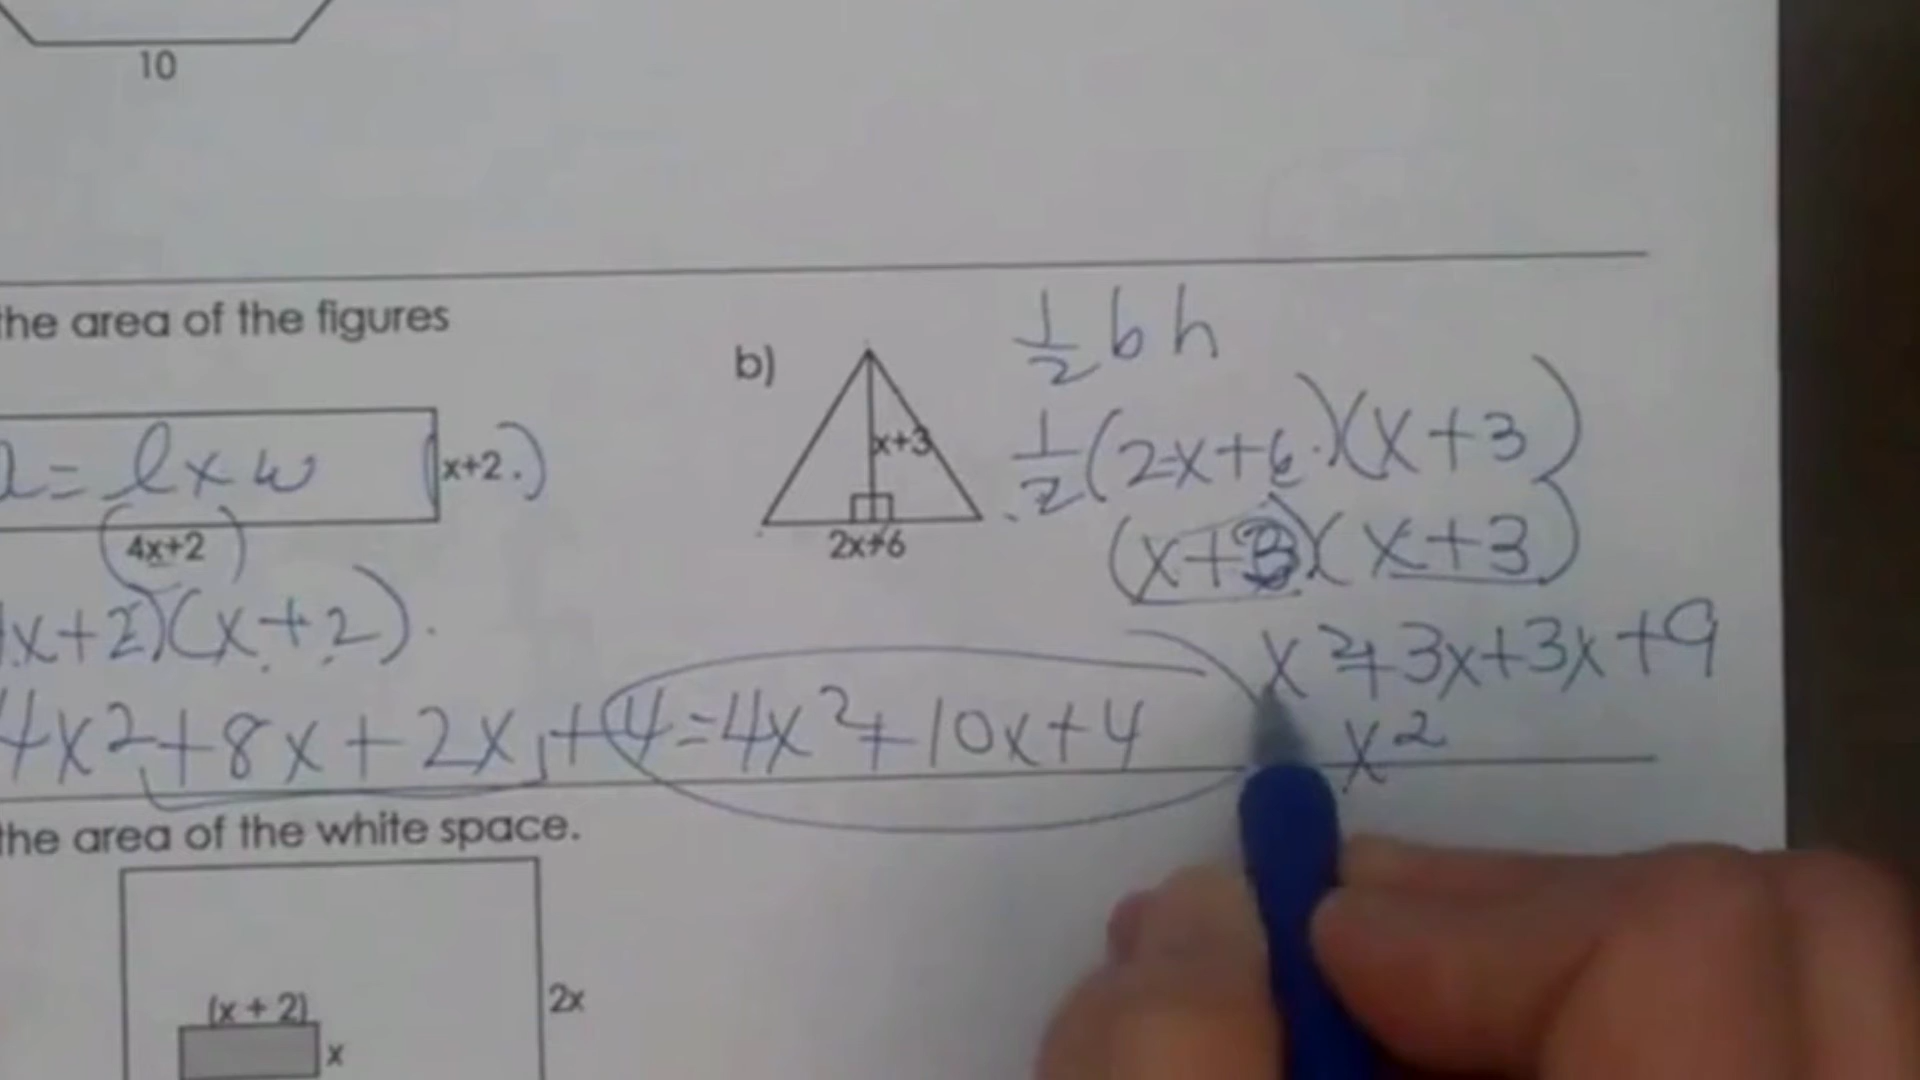 10
the area of the figures
b)
1/2 b h
= l x w
x+2.)
x+3
1/2 (2x+6.)(x+3)
(4x+2)
2x+6
(x+3)(x+3)
x+2)(x+2).
x²+3x+3x+9
4x²+8x+2x+4=4x²+10x+4
x²
the area of the white space.
(x + 2)
2x
x